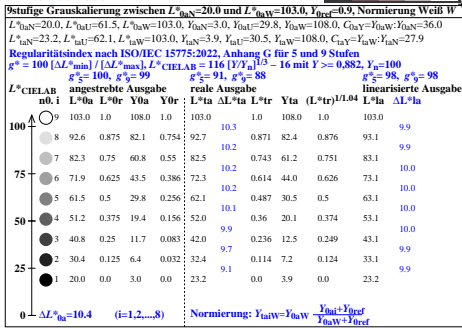 9stufige Grauskalierung zwischen L*0aN=20.0 und L*0aW=103.0, Y0ref=0.9, Normierung Weiß W
L*0aN=20.0, L*0aU=61.5, L*0aW=103.0, Y0aN=3.0, Y0aU=29.8, Y0aW=108.0, C0aY=Y0aW:Y0aN=36.0
L*taN=23.2, L*taU=62.1, L*taW=103.0, YtaN=3.9, YtaU=30.5, YtaW=108.0, CtaY=YtaW:YtaN=27.9
Regularitätsindex nach ISO/IEC 15775:2022, Anhang G für 5 und 9 Stufen
g* = 100 [ΔL*min] / [ΔL*max], L*CIELAB = 116 [Y/Yn]1/3 − 16 mit Y >= 0.882, Yn=100
g*5= 100, g*9= 99 g*5= 91, g*9= 88 g*5= 98, g*9= 98
L*CIELAB angestrebte Ausgabe reale Ausgabe linearisierte Ausgabe
n0. i L*0a L*0r Y0a Y0r L*ta ΔL*ta L*tr Yta (L*tr)1/1.04 L*la ΔL*la
9 103.0 1.0 108.0 1.0 103.0 1.0 108.0 1.0 103.0
100
10.3 9.9
8 92.6 0.875 82.1 0.754 92.7 0.871 82.4 0.876 93.1
10.2 9.9
7 82.3 0.75 60.8 0.55 82.5 0.743 61.2 0.751 83.1
10.2 10.0
6 71.9 0.625 43.5 0.386 72.3 0.614 44.0 0.626 73.1
10.2 10.0
5 61.5 0.5 29.8 0.256 62.1 0.487 30.5 0.5 63.1
10.1 10.0
50
4 51.2 0.375 19.4 0.156 52.0 0.36 20.1 0.374 53.1
9.9 10.0
3 40.8 0.25 11.7 0.083 42.0 0.236 12.5 0.249 43.1
9.7 9.9
2 30.4 0.125 6.4 0.032 32.4 0.114 7.2 0.124 33.1
25
9.1 9.9
1 20.0 0.0 3.0 0.0 23.2 0.0 3.9 0.0 23.2
0 ΔL*0a=10.4 (i=1,2,...,8) Normierung: YtaiW=Y0aW Y0ai+Y0ref
Y0aW+Y0ref